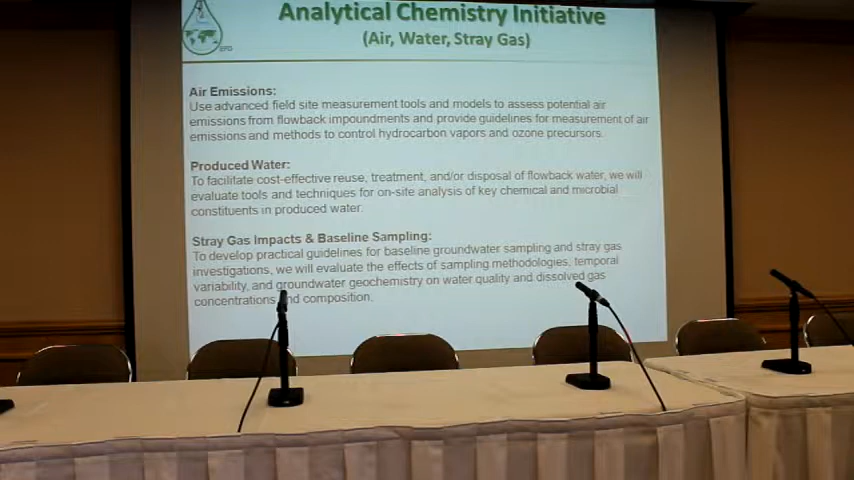 Analytical Chemistry Initiative
(Air, Water, Stray Gas)
EFD
Air Emissions:
Use advanced field site measurement tools and models to assess potential air
emissions from flowback impoundments and provide guidelines for measurement of air
emissions and methods to control hydrocarbon vapors and ozone precursors.
Produced Water:
To facilitate cost-effective reuse, treatment, and/or disposal of flowback water, we will
evaluate tools and techniques for on-site analysis of key chemical and microbial
constituents in produced water.
Stray Gas Impacts & Baseline Sampling:
To develop practical guidelines for baseline groundwater sampling and stray gas
investigations, we will evaluate the effects of sampling methodologies, temporal
variability, and groundwater geochemistry on water quality and dissolved gas
concentrations and composition.